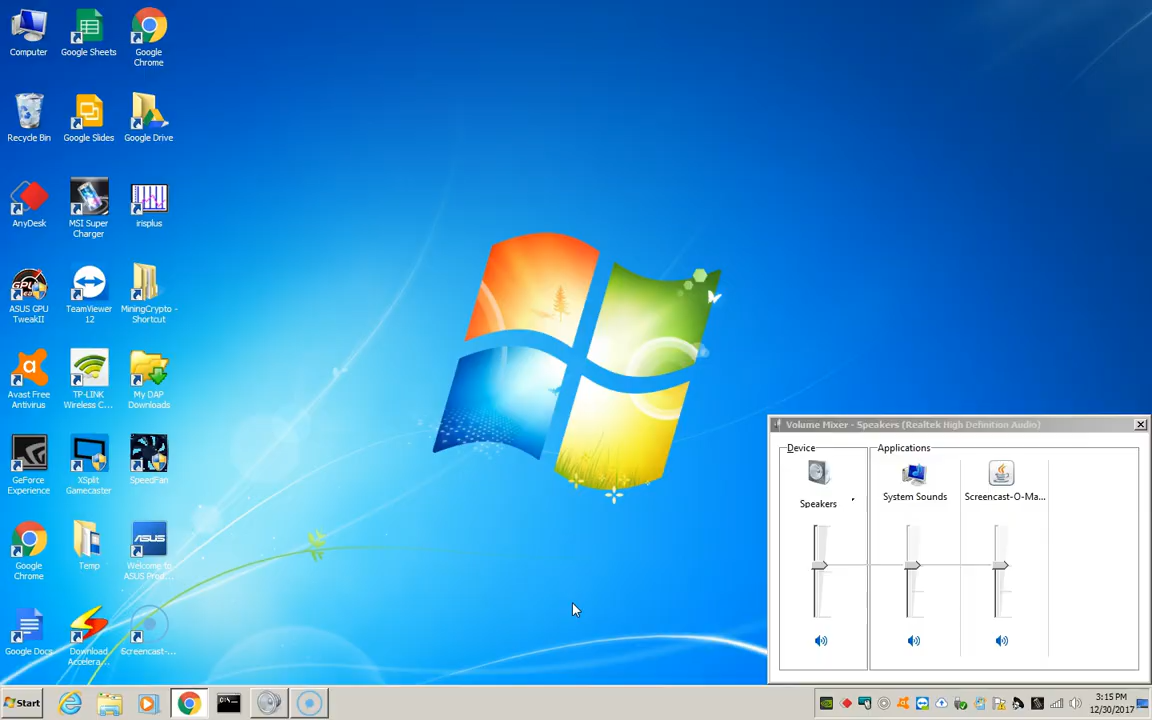 Computer
Google Sheets
Google
Chrome
Recycle Bin
Google Slides
Google Drive
AnyDesk
MSI Super
Charger
irisplus
ASUS GPU
TweakII
TeamViewer
12
MiningCrypto -
Shortcut
Avast Free
Antivirus
TP-LINK
Wireless C...
My DAP
Downloads
GeForce
Experience
XSplit
Gamecaster
SpeedFan
Google
Chrome
Temp
Welcome to
ASUS Prod...
Google Docs
Download
Accelera...
Screencast-...
Volume Mixer - Speakers (Realtek High Definition Audio)
Device
Applications
Speakers
System Sounds
Screencast-O-Ma...
Start
3:15 PM
12/30/2017